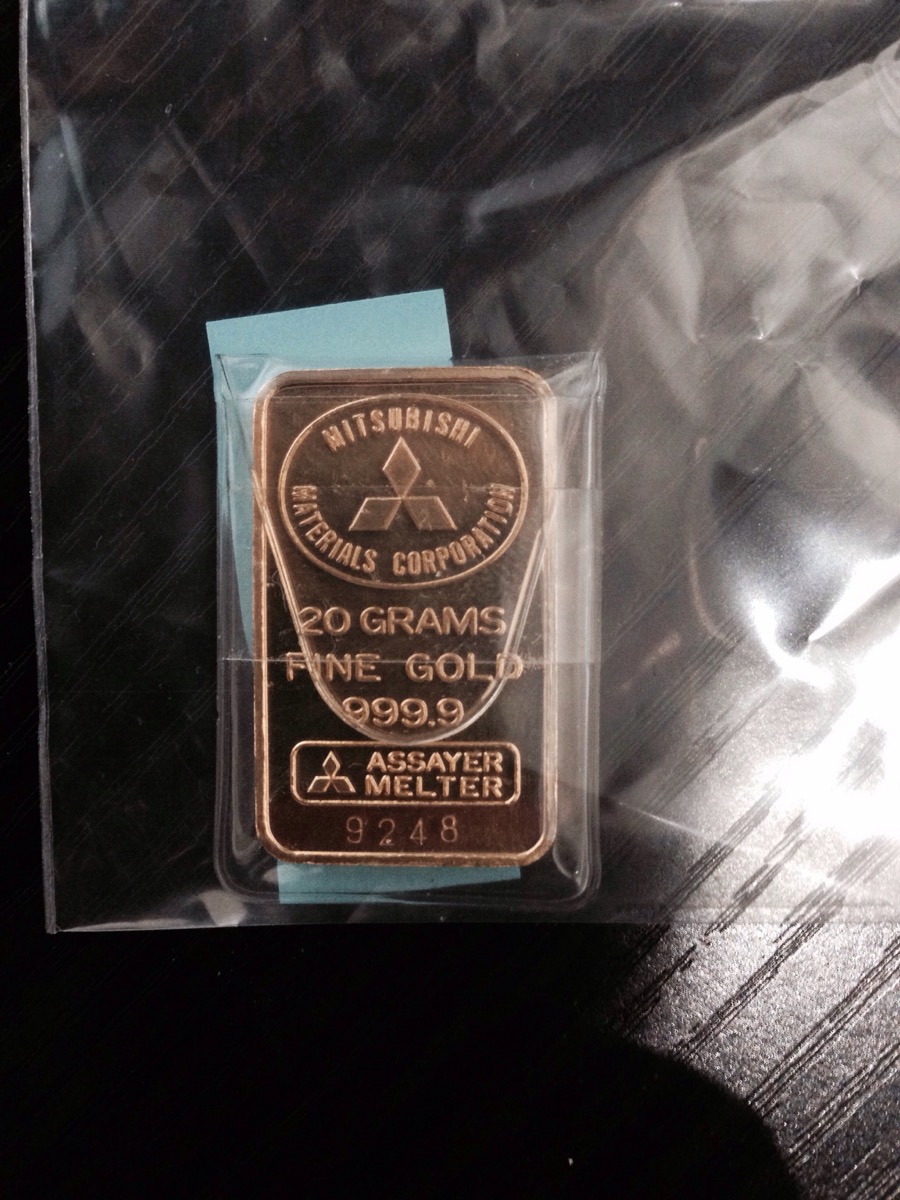 MITSUBISHI
MATERIALS CORPORATION
20 GRAMS
FINE GOLD
999.9
ASSAYER
MELTER
9248